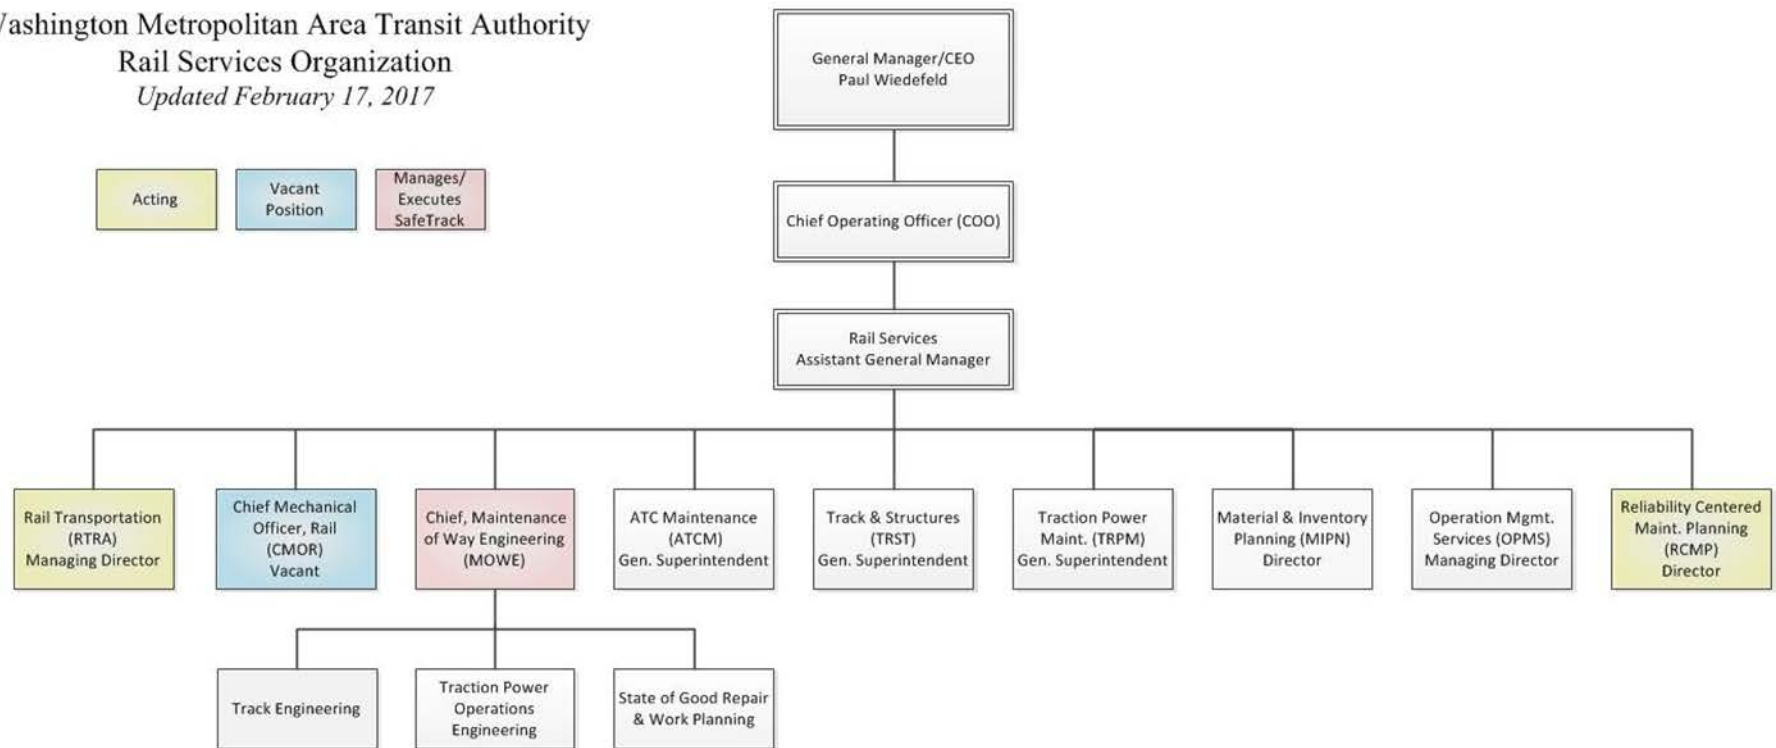 Washington Metropolitan Area Transit Authority
Rail Services Organization
Updated February 17, 2017
General Manager/CEO
Paul Wiedefeld
Acting
Vacant
Position
Manages/
Executes
SafeTrack
Chief Operating Officer (COO)
Rail Services
Assistant General Manager
Rail Transportation
(RTRA)
Managing Director
Chief Mechanical
Officer, Rail
(CMOR)
Vacant
Chief, Maintenance
of Way Engineering
(MOWE)
ATC Maintenance
(ATCM)
Gen. Superintendent
Track & Structures
(TRST)
Gen. Superintendent
Traction Power
Maint. (TRPM)
Gen. Superintendent
Material & Inventory
Planning (MIPN)
Director
Operation Mgmt.
Services (OPMS)
Managing Director
Reliability Centered
Maint. Planning
(RCMP)
Director
Track Engineering
Traction Power
Operations
Engineering
State of Good Repair
& Work Planning